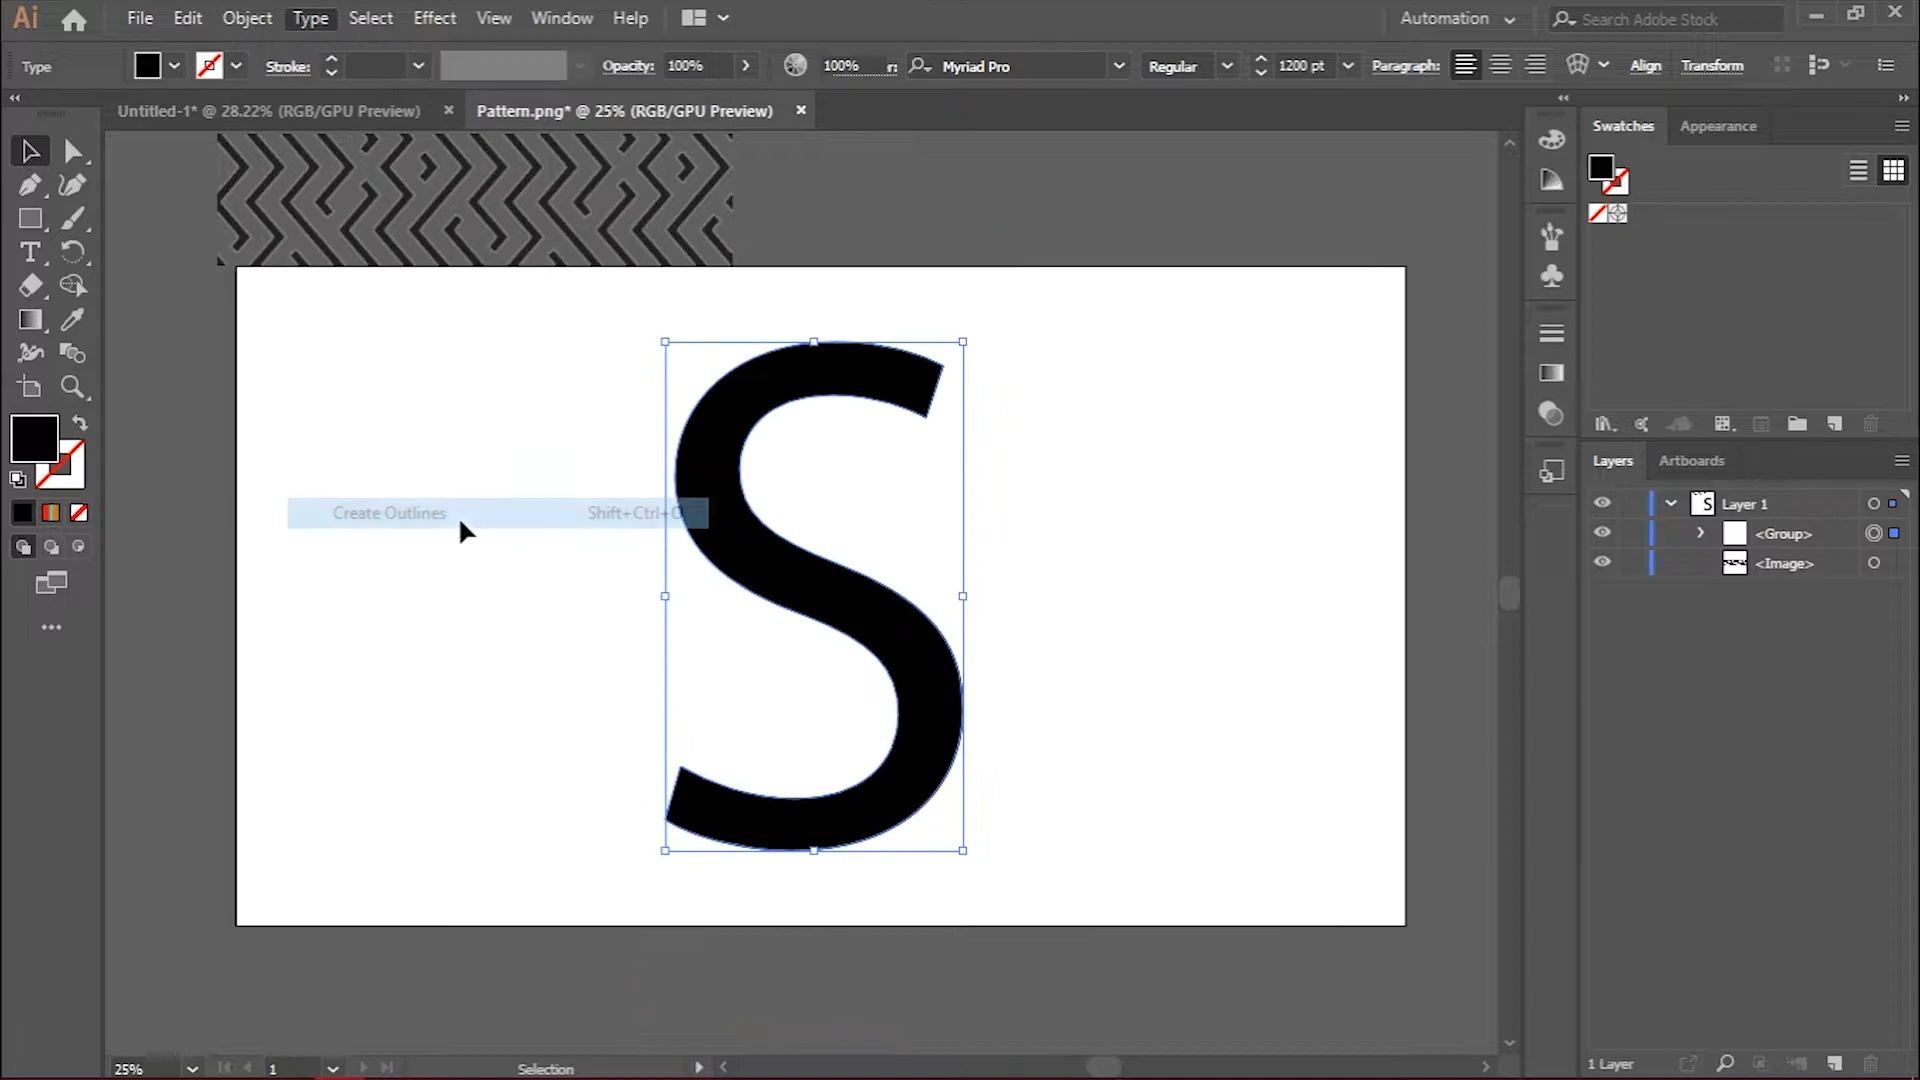 Ai File Edit Object Type Select Effect View Window Help Automation Search Adobe Stock
Type Stroke: Opacity: 100% 100% Myriad Pro Regular 1200 pt Paragraph: Align Transform
Untitled-1* @ 28.22% (RGB/GPU Preview) Pattern.png* @ 25% (RGB/GPU Preview)
Swatches Appearance
S
Create Outlines Shift+Ctrl+O
Layers Artboards
Layer 1
<Group>
<Image>
25% 1 Selection 1 Layer